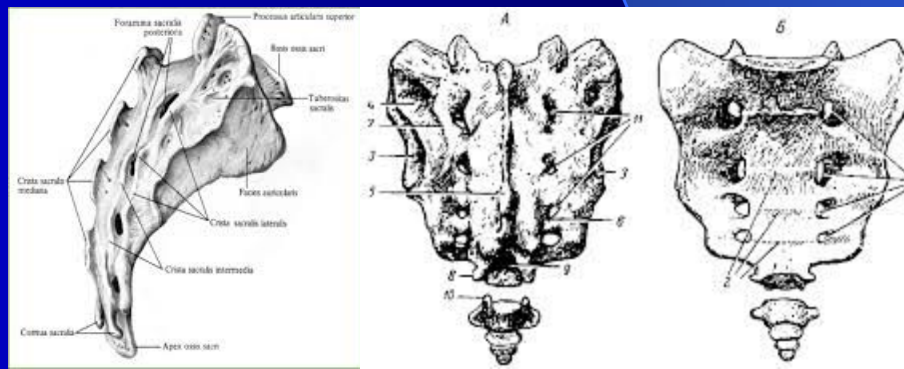 Processus articularis superior
Foramina sacralia
posteriora
Basis ossis sacri
Tuberositas
sacralis
Crista sacralis
mediana
Facies auricularis
Crista sacralis lateralis
Crista sacralis intermedia
Cornua sacralia
Apex ossis sacri
А
4
7
3
5
11
3
6
8
9
10
Б
2